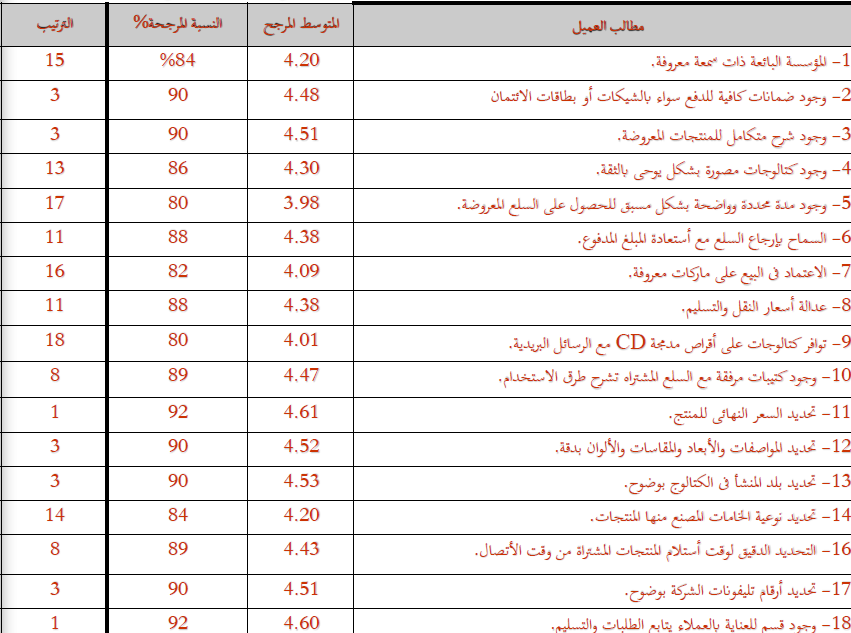 مطالب العميل المتوسط المرجح النسبة المرجحة% الترتيب
1- المؤسسة البائعة ذات سمعة معروفة. 4.20 84% 15
2- وجود ضمانات كافية للدفع سواء بالشيكات أو بطاقات الائتمان 4.48 90 3
3- وجود شرح متكامل للمنتجات المعروضة. 4.51 90 3
4- وجود كتالوجات مصورة بشكل يوحى بالثقة. 4.30 86 13
5- وجود مدة محددة وواضحة بشكل مسبق للحصول على السلع المعروضة. 3.98 80 17
6- السماح بإرجاع السلع مع أستعادة المبلغ المدفوع. 4.38 88 11
7- الاعتماد فى البيع على ماركات معروفة. 4.09 82 16
8- عدالة أسعار النقل والتسليم. 4.38 88 11
9- توافر كتالوجات على أقراص مدمجة CD مع الرسائل البريدية. 4.01 80 18
10- وجود كتيبات مرفقة مع السلع المشتراه تشرح طرق الاستخدام. 4.47 89 8
11- تحديد السعر النهائى للمنتج. 4.61 92 1
12- تحديد المواصفات والأبعاد والمقاسات والألوان بدقة. 4.52 90 3
13- تحديد بلد المنشأ فى الكتالوج بوضوح. 4.53 90 3
14- تحديد نوعية الخامات المصنع منها المنتجات. 4.20 84 14
16- التحديد الدقيق لوقت أستلام المنتجات المشتراة من وقت الأتصال. 4.43 89 8
17- تحديد أرقام تليفونات الشركة بوضوح. 4.51 90 3
18- وجود قسم للعناية بالعملاء يتابع الطلبات والتسليم. 4.60 92 1